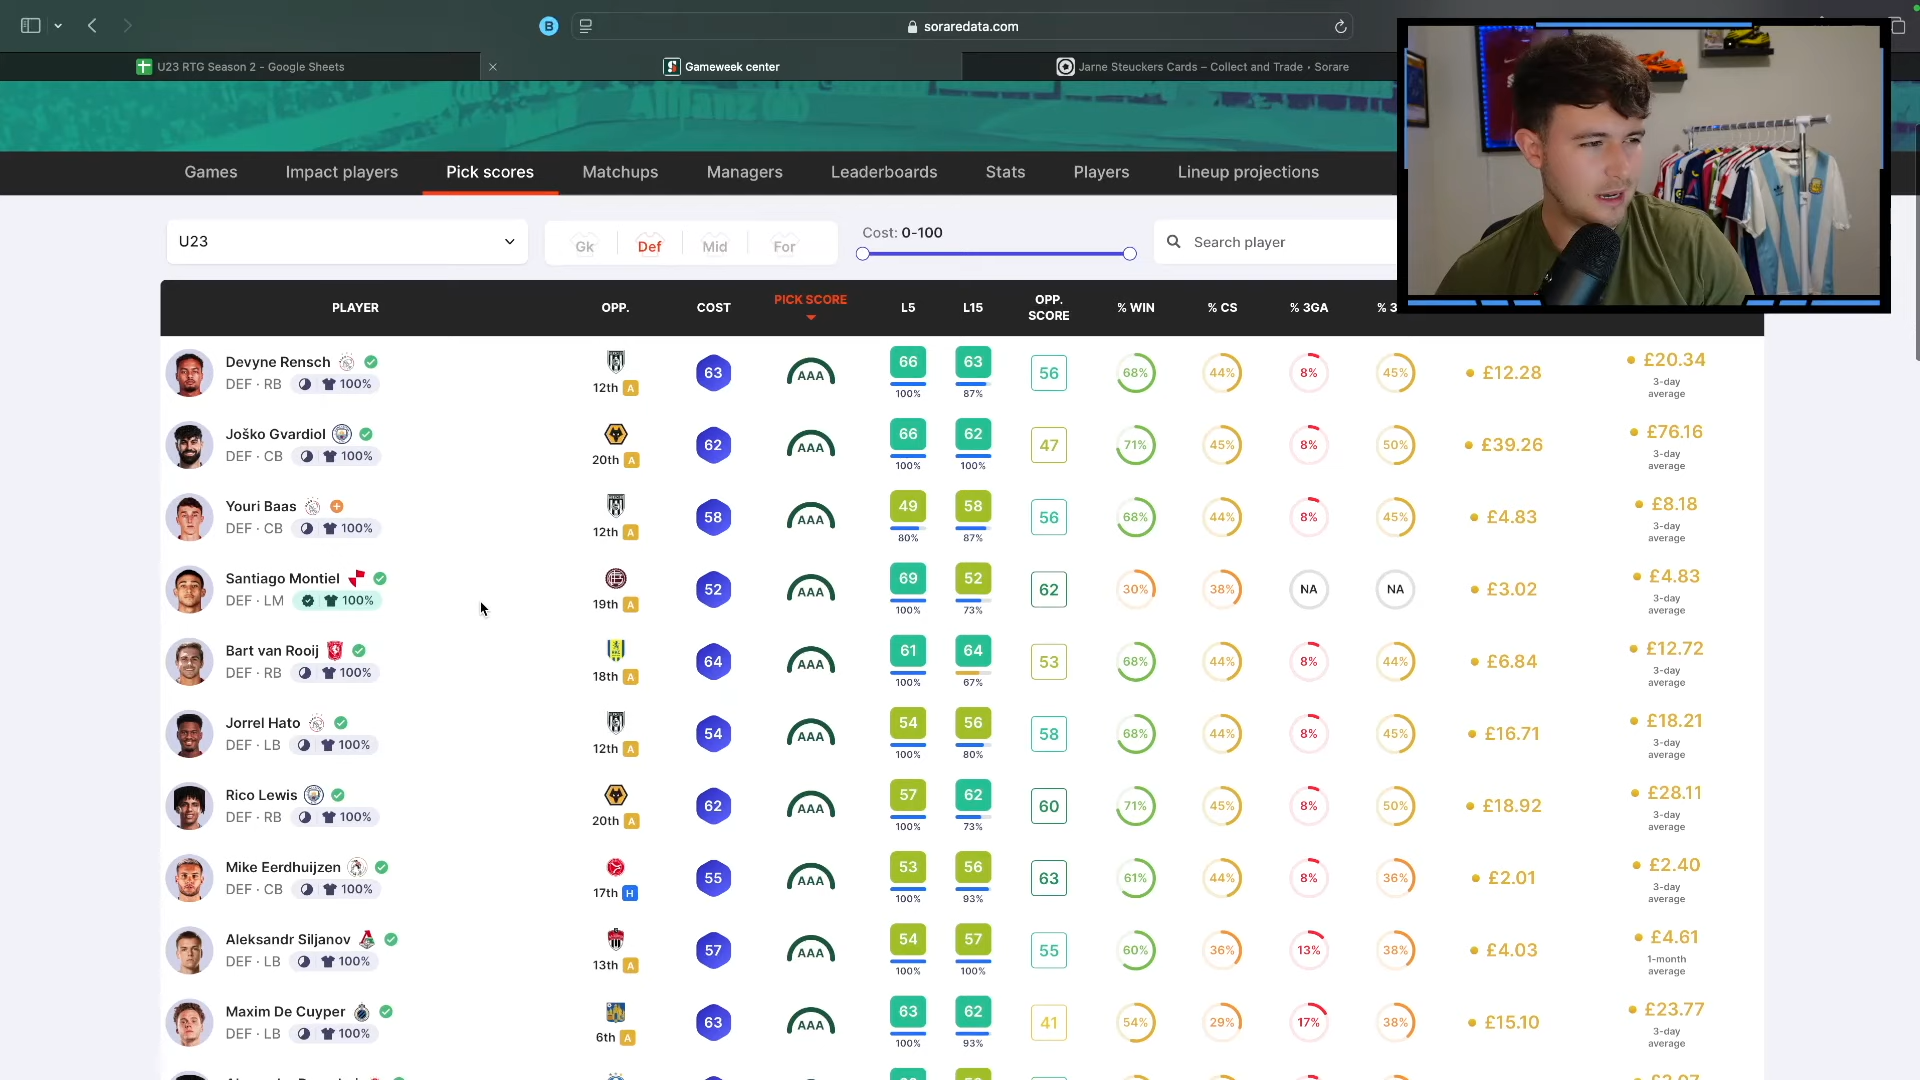 B
soraredata.com
U23 RTG Season 2 - Google Sheets
Gameweek center
Jarne Steuckers Cards – Collect and Trade • Sorare
Games Impact players Pick scores Matchups Managers Leaderboards Stats Players Lineup projections
U23 Gk Def Mid For Cost: 0-100 Search player
PLAYER OPP. COST PICK SCORE L5 L15 OPP. SCORE % WIN % CS % 3GA % 3
Devyne Rensch 63 AAA 66 63 56 68% 44% 8% 45% £12.28 £20.34
DEF · RB 100% 12th A 100% 87% 3-day average
Joško Gvardiol 62 AAA 66 62 47 71% 45% 8% 50% £39.26 £76.16
DEF · CB 100% 20th A 100% 100% 3-day average
Youri Baas 58 AAA 49 58 56 68% 44% 8% 45% £4.83 £8.18
DEF · CB 100% 12th A 80% 87% 3-day average
Santiago Montiel 52 AAA 69 52 62 30% 38% NA NA £3.02 £4.83
DEF · LM 100% 19th A 100% 73% 3-day average
Bart van Rooij 64 AAA 61 64 53 68% 44% 8% 44% £6.84 £12.72
DEF · RB 100% 18th A 100% 67% 3-day average
Jorrel Hato 54 AAA 54 56 58 68% 44% 8% 45% £16.71 £18.21
DEF · LB 100% 12th A 100% 80% 3-day average
Rico Lewis 62 AAA 57 62 60 71% 45% 8% 50% £18.92 £28.11
DEF · RB 100% 20th A 100% 73% 3-day average
Mike Eerdhuijzen 55 AAA 53 56 63 61% 44% 8% 36% £2.01 £2.40
DEF · CB 100% 17th H 100% 93% 3-day average
Aleksandr Siljanov 57 AAA 54 57 55 60% 36% 13% 38% £4.03 £4.61
DEF · LB 100% 13th A 100% 100% 1-month average
Maxim De Cuyper 63 AAA 63 62 41 54% 29% 17% 38% £15.10 £23.77
DEF · LB 100% 6th A 100% 93% 3-day average